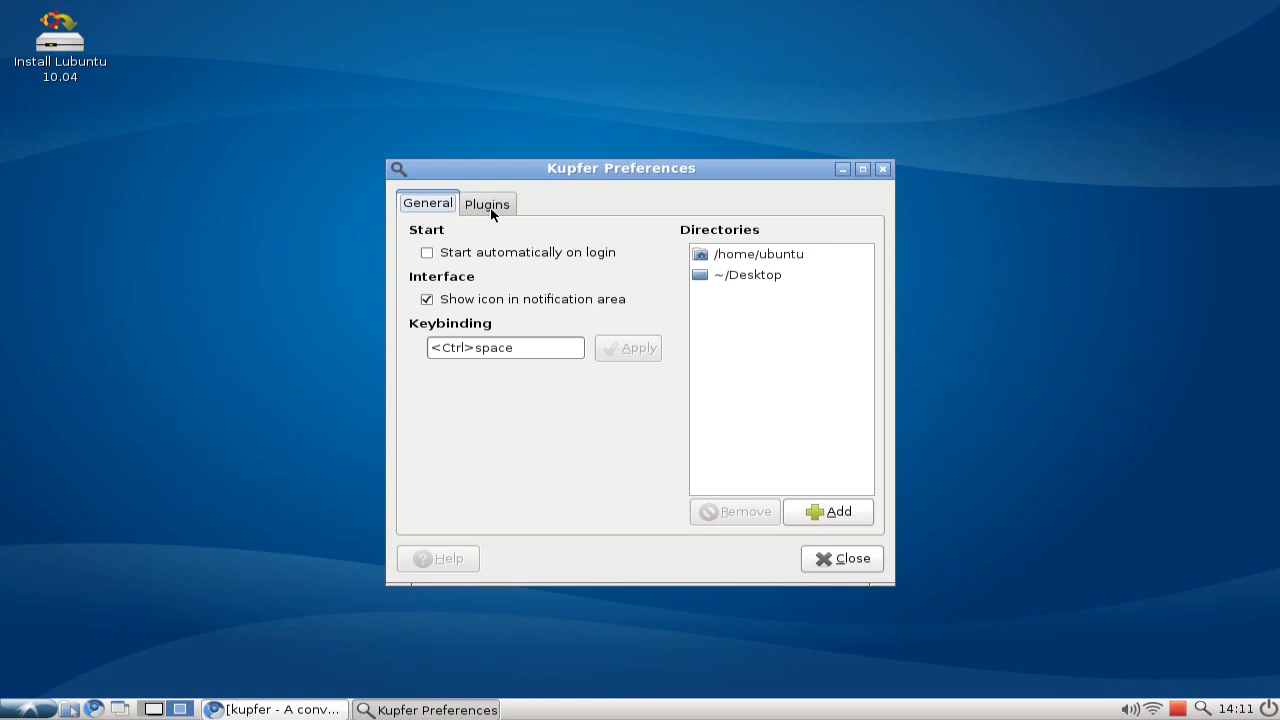 Install Lubuntu
10.04
Kupfer Preferences
General
Plugins
Start
Start automatically on login
Interface
Show icon in notification area
Keybinding
<Ctrl>space
Apply
Directories
/home/ubuntu
~/Desktop
Remove
Add
Help
Close
[kupfer - A conv...
Kupfer Preferences
14:11